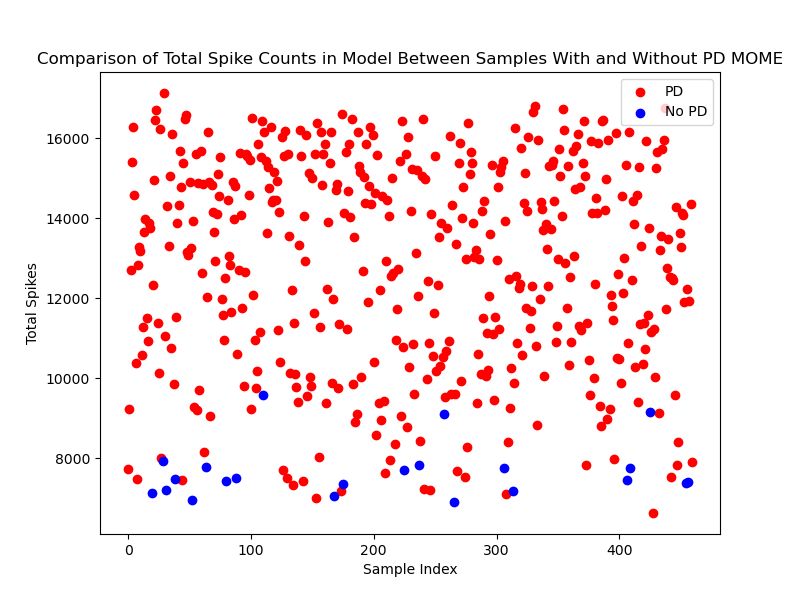 Comparison of Total Spike Counts in Model Between Samples With and Without PD MOME
PD
No PD
16000
14000
12000
10000
8000
Total Spikes
0 100 200 300 400
Sample Index